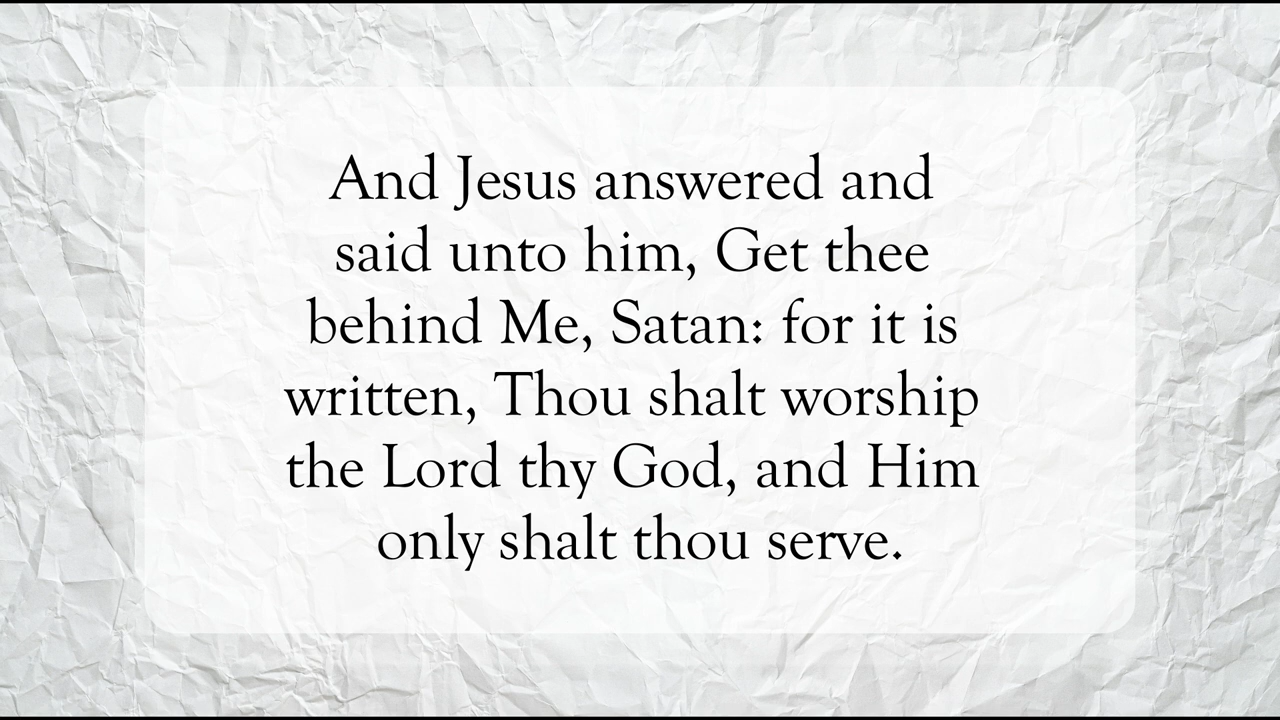 And Jesus answered and
said unto him, Get thee
behind Me, Satan: for it is
written, Thou shalt worship
the Lord thy God, and Him
only shalt thou serve.